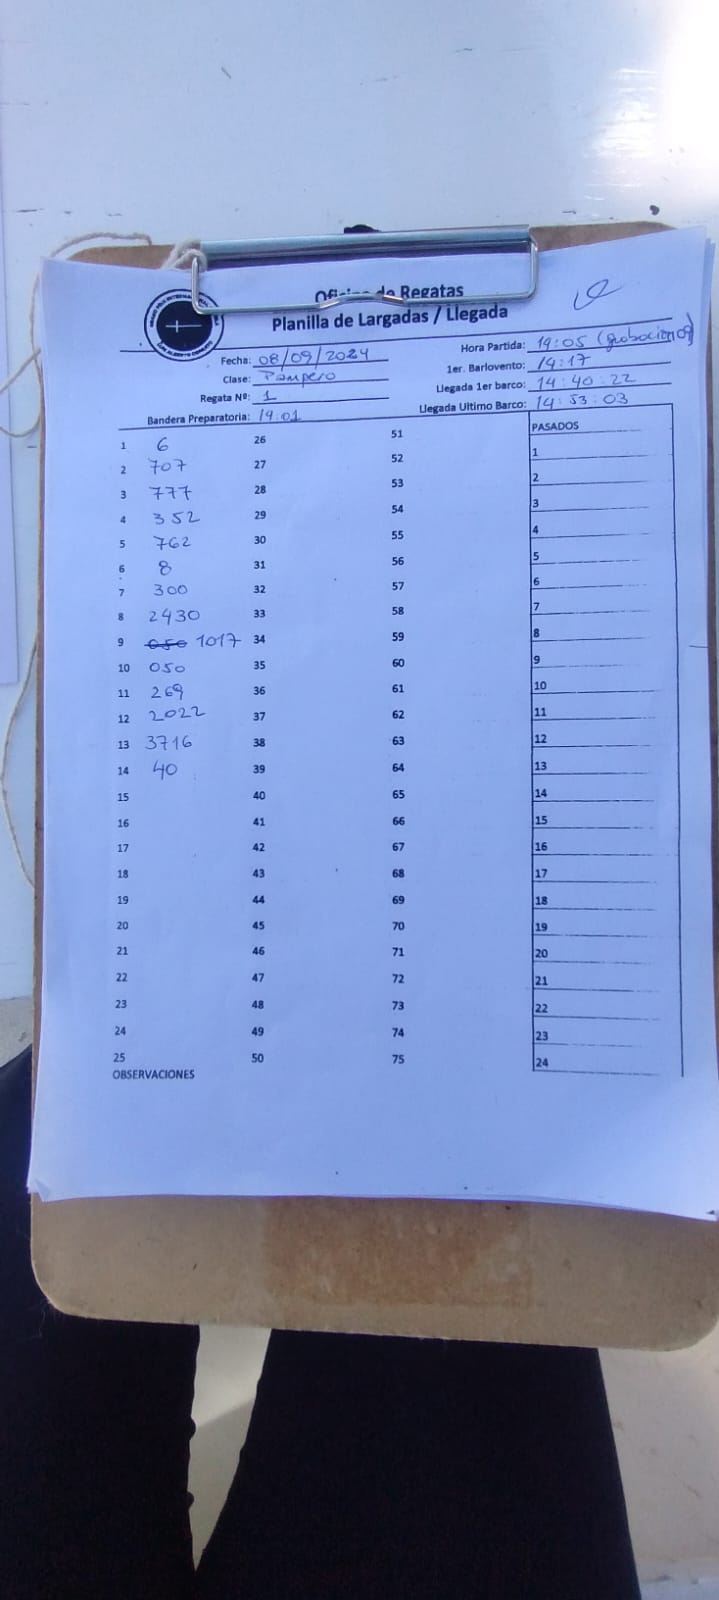 Oficina de Regatas
Planilla de Largadas / Llegada
Fecha: 08/09/2024
Clase: Pampero
Regata Nº: 1
Bandera Preparatoria: 14:01
Hora Partida: 14:05 (grabacion 09)
1er. Barlovento: 14:17
Llegada 1er barco: 14:40:22
Llegada Ultimo Barco: 14:53:03
1 6 26 51
2 707 27 52
3 777 28 53
4 352 29 54
5 762 30 55
6 8 31 56
7 300 32 57
8 2430 33 58
9 050 1017 34 59
10 050 35 60
11 269 36 61
12 2022 37 62
13 3716 38 63
14 40 39 64
15 40 65
16 41 66
17 42 67
18 43 68
19 44 69
20 45 70
21 46 71
22 47 72
23 48 73
24 49 74
25 50 75
OBSERVACIONES
PASADOS
1
2
3
4
5
6
7
8
9
10
11
12
13
14
15
16
17
18
19
20
21
22
23
24